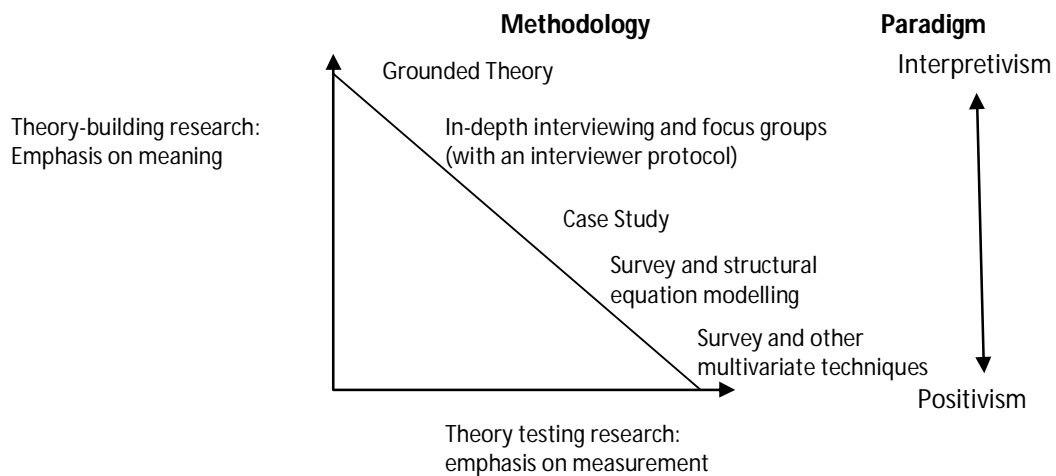 Methodology
Paradigm
Grounded Theory
Interpretivism
Theory-building research:
Emphasis on meaning
In-depth interviewing and focus groups
(with an interviewer protocol)
Case Study
Survey and structural
equation modelling
Survey and other
multivariate techniques
Positivism
Theory testing research:
emphasis on measurement